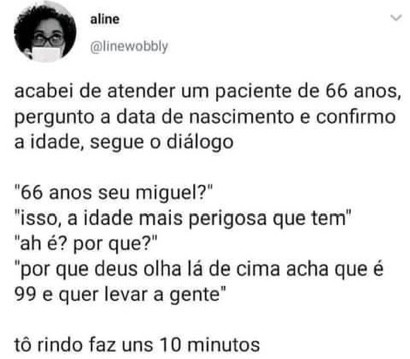 aline
@linewobbly
acabei de atender um paciente de 66 anos,
pergunto a data de nascimento e confirmo
a idade, segue o diálogo
"66 anos seu miguel?"
"isso, a idade mais perigosa que tem"
"ah é? por que?"
"por que deus olha lá de cima acha que é
99 e quer levar a gente"
tô rindo faz uns 10 minutos